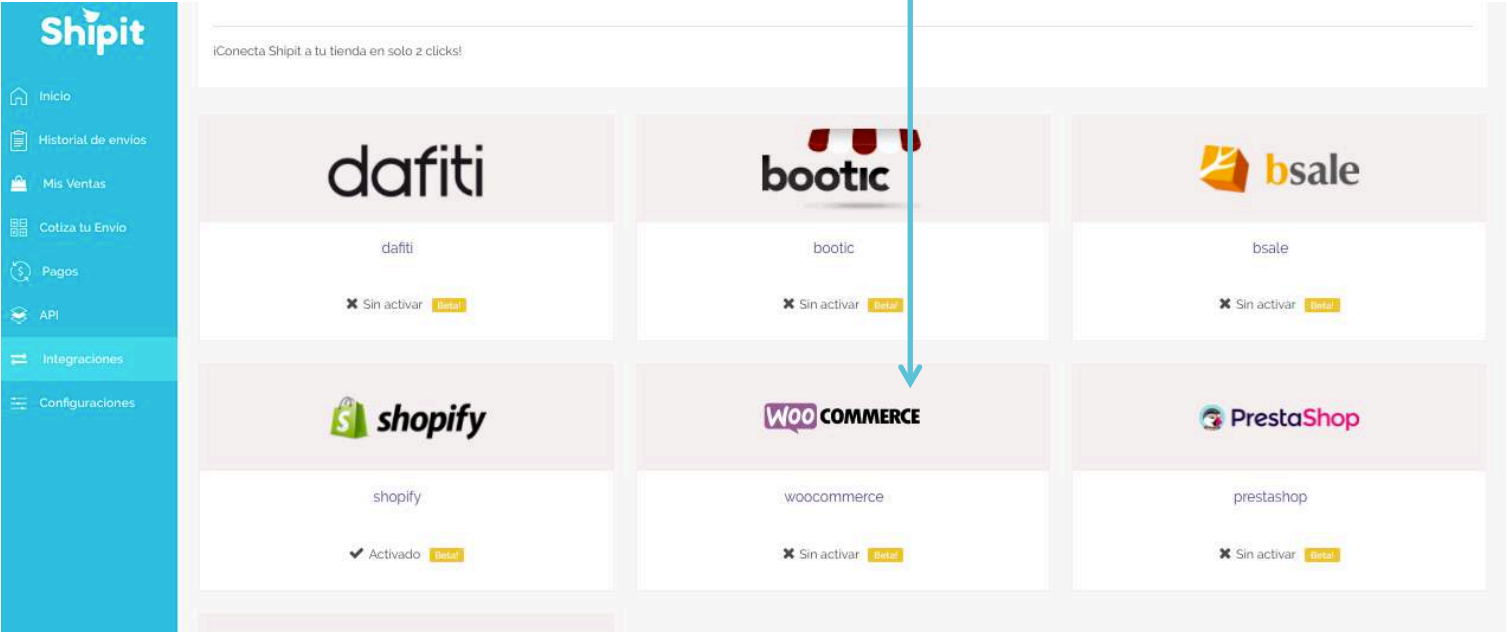 Shipit
¡Conecta Shipit a tu tienda en solo 2 clicks!
Inicio
Historial de envíos
Mis Ventas
Cotiza tu Envío
Pagos
API
Integraciones
Configuraciones
dafiti
dafiti
Sin activar Beta!
bootic
bootic
Sin activar Beta!
bsale
bsale
Sin activar Beta!
shopify
shopify
Activado Beta!
WOO COMMERCE
woocommerce
Sin activar Beta!
PrestaShop
prestashop
Sin activar Beta!